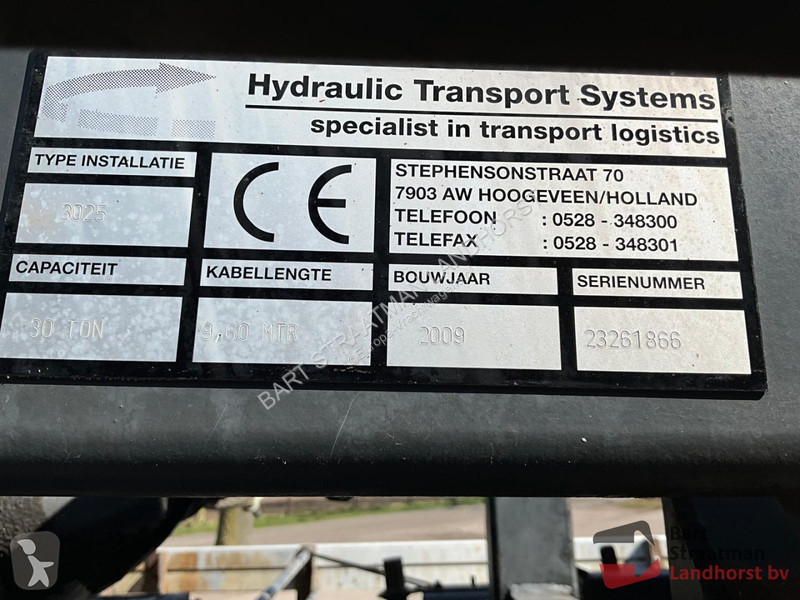 Hydraulic Transport Systems
specialist in transport logistics
TYPE INSTALLATIE
3025
CE
STEPHENSONSTRAAT 70
7903 AW HOOGEVEEN/HOLLAND
TELEFOON : 0528 - 348300
TELEFAX : 0528 - 348301
CAPACITEIT
30 TON
KABELLENGTE
9,60 MTR
BOUWJAAR
2009
SERIENUMMER
23261866
BART STRAATMAN LANDHORST
Bart
Straatman
Landhorst bv